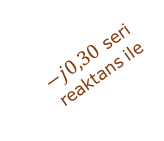 −j0,30 seri
reaktans ile